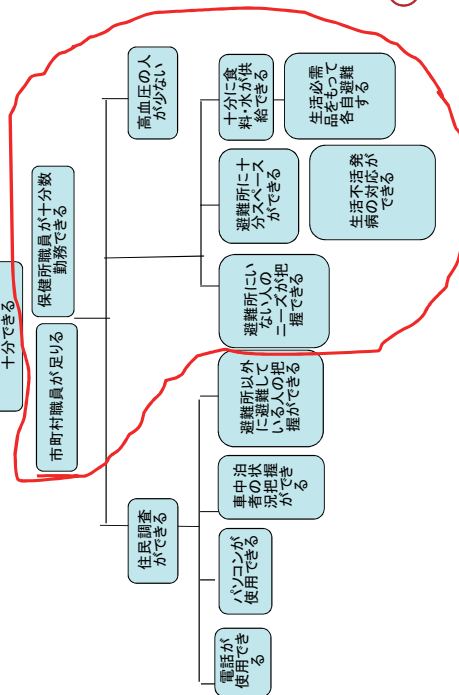 十分できる
市町村職員が足りる
保健所職員が十分数
勤務できる
住民調査
ができる
高血圧の人
が少ない
電話が
使用でき
る
パソコンが
使用できる
車中泊
者の状
況把握
ができ
る
避難所以外
に避難して
いる人の把
握ができる
避難所にい
ない人の
ニーズが把
握できる
避難所に十
分スペース
ができる
十分に食
料・水が供
給できる
生活不活発
病の対応が
できる
生活必需
品をもって
各自避難
する